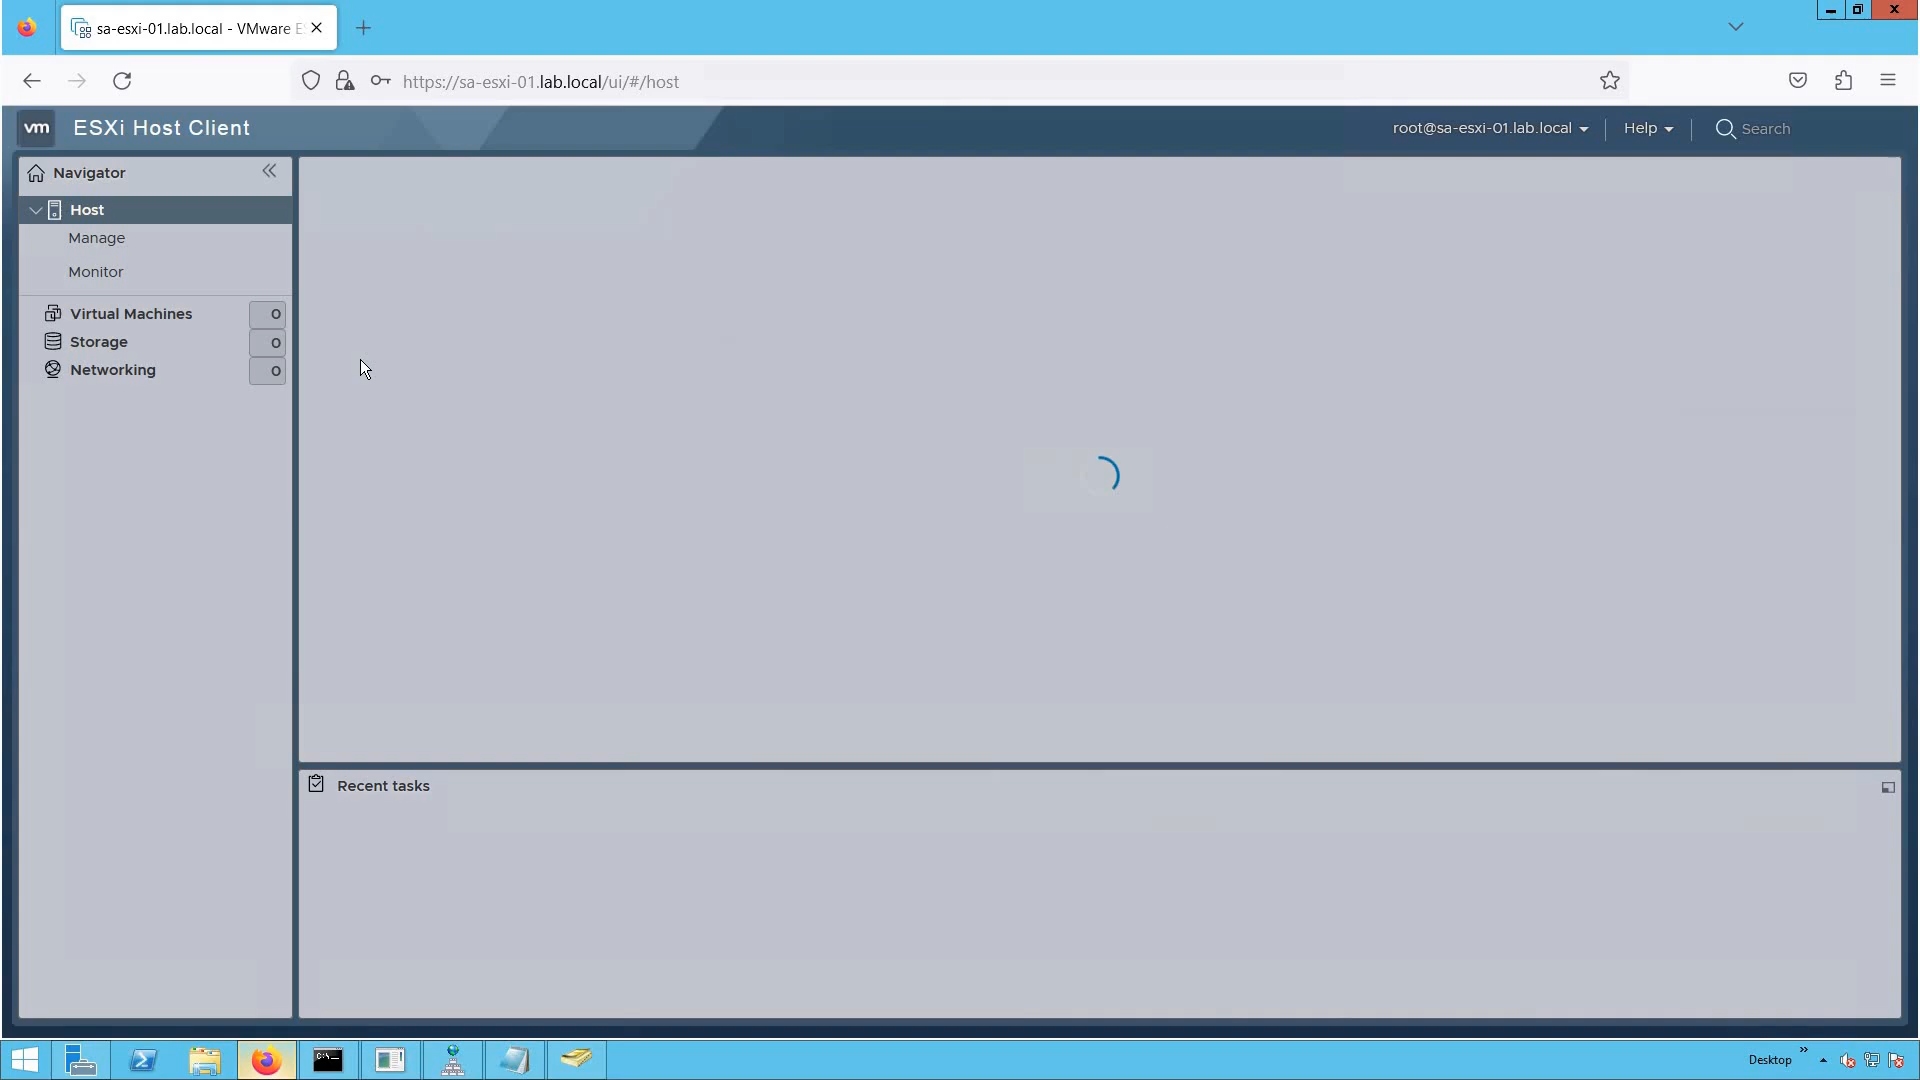 sa-esxi-01.lab.local - VMware ES
https://sa-esxi-01.lab.local/ui/#/host
vm ESXi Host Client
root@sa-esxi-01.lab.local
Help
Search
Navigator
Host
Manage
Monitor
Virtual Machines 0
Storage 0
Networking 0
Recent tasks
C:\_
Desktop